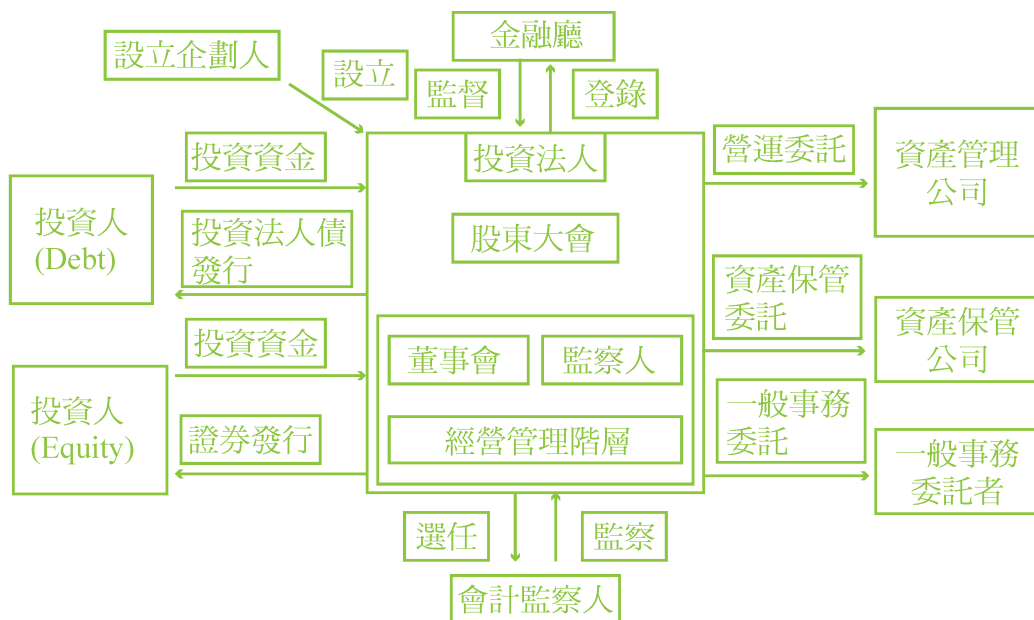 金融廳
設立企劃人
設立
監督
登錄
投資資金
投資法人
營運委託
資產管理
公司
投資人
(Debt)
投資法人債
發行
股東大會
資產保管
委託
資產保管
公司
投資資金
董事會
監察人
投資人
(Equity)
證券發行
經營管理階層
一般事務
委託
一般事務
委託者
選任
監察
會計監察人